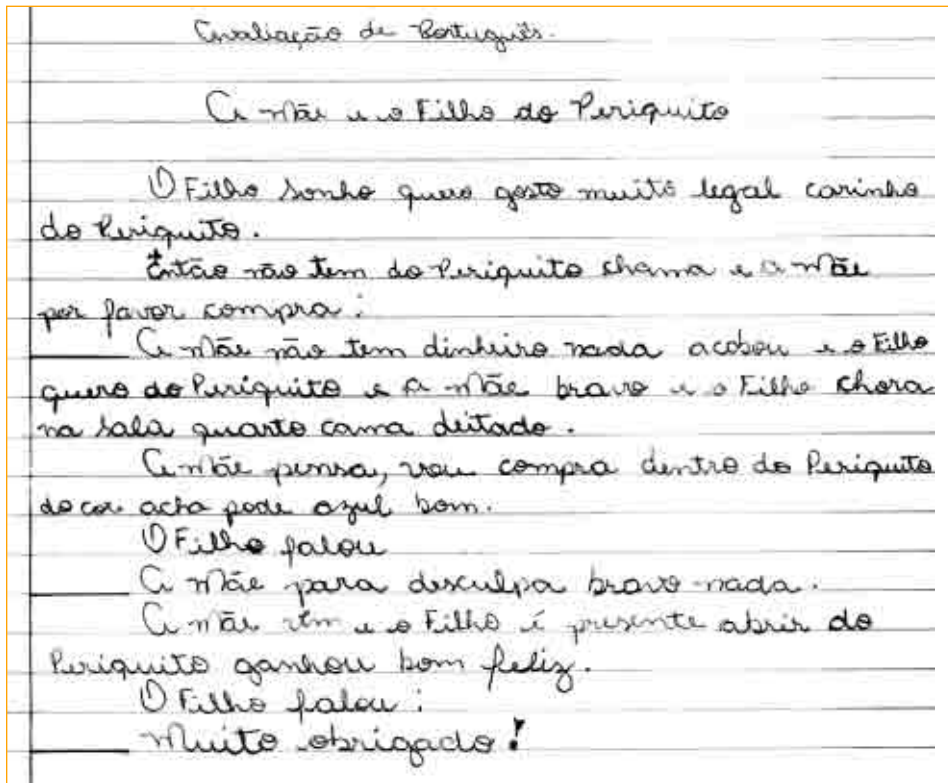 Avaliação de Português.
A mãe e o Filho do Periquito
O Filho sonho quero gosto muito legal carinho
do Periquito.
Então não tem do Periquito chama e a mãe
por favor compra:
A mãe não tem dinheiro nada acobou e o Filho
quero do Periquito e a mãe bravo e o Filho chora
na sala quarto cama deitado.
A mãe pensa, vou compra dentro do Periquito
do cor acha pode azul bom.
O Filho falou
A mãe para desculpa bravo nada.
A mãe vem e o Filho é presente abrir do
Periquito ganhou bom feliz.
O Filho falou:
Muito obrigado!